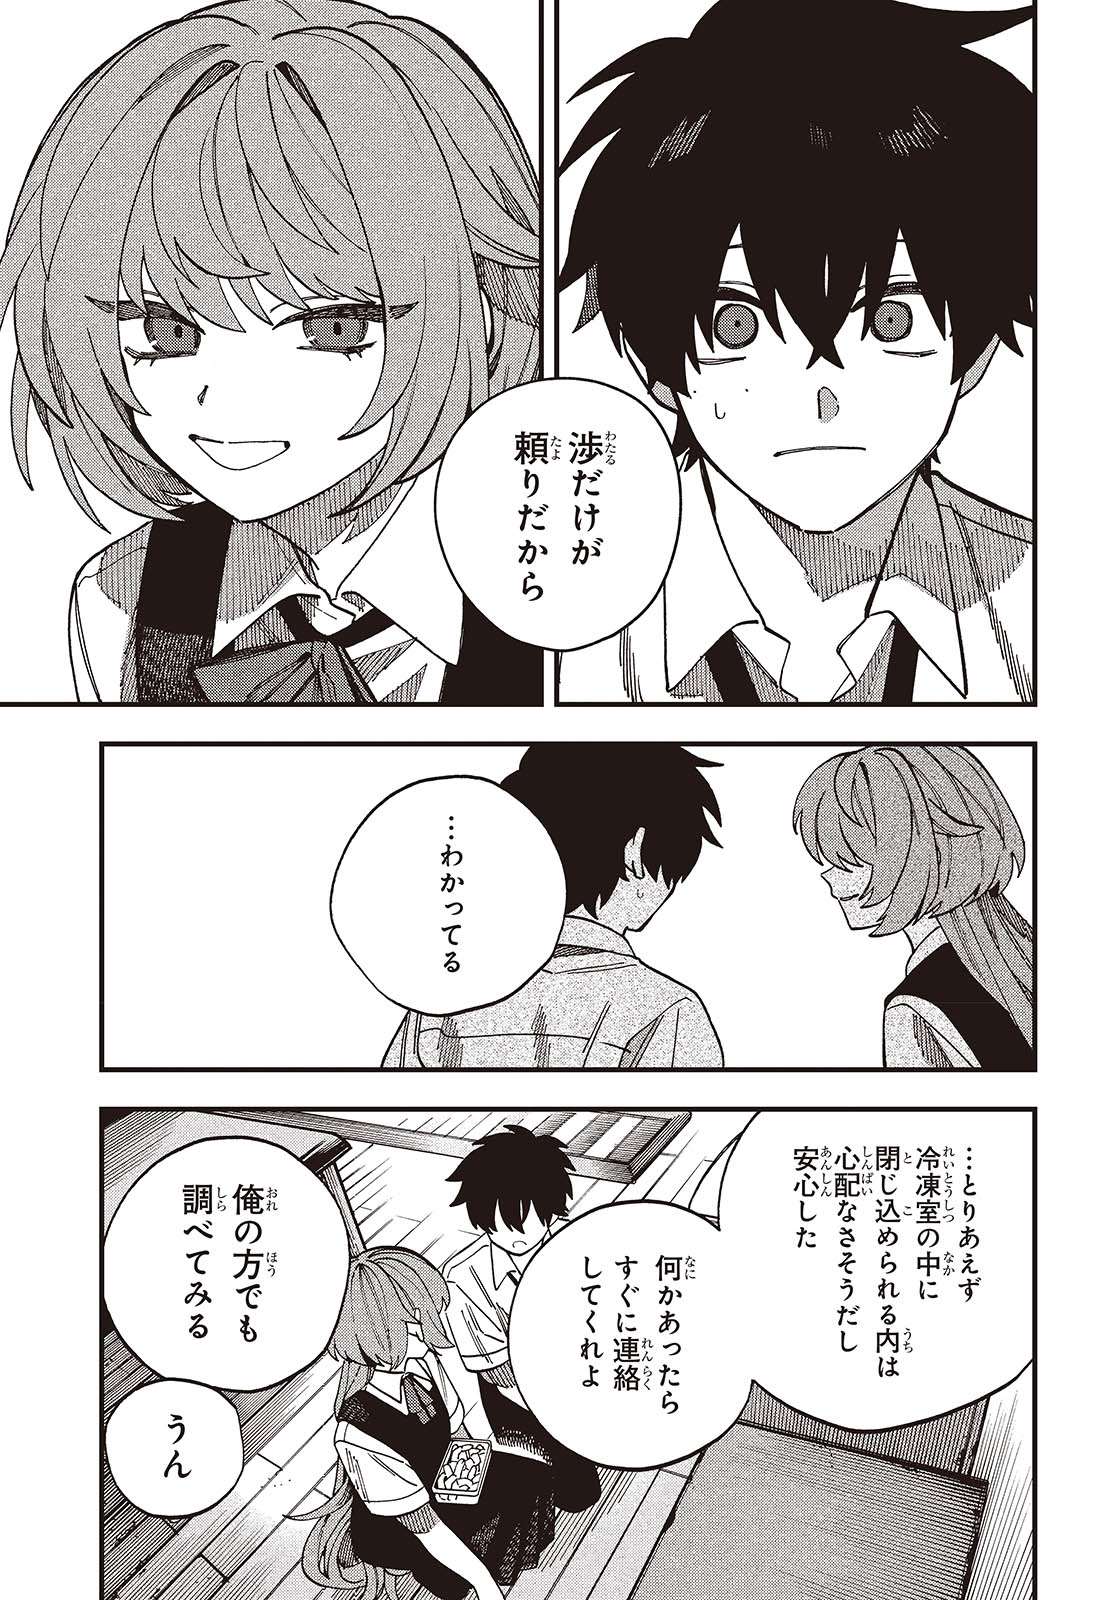 渉だけが
頼りだから
…わかってる
…とりあえず
冷凍室の中に
閉じ込められる内は
心配なさそうだし
安心した
何かあったら
すぐに連絡
してくれよ
俺の方でも
調べてみる
うん